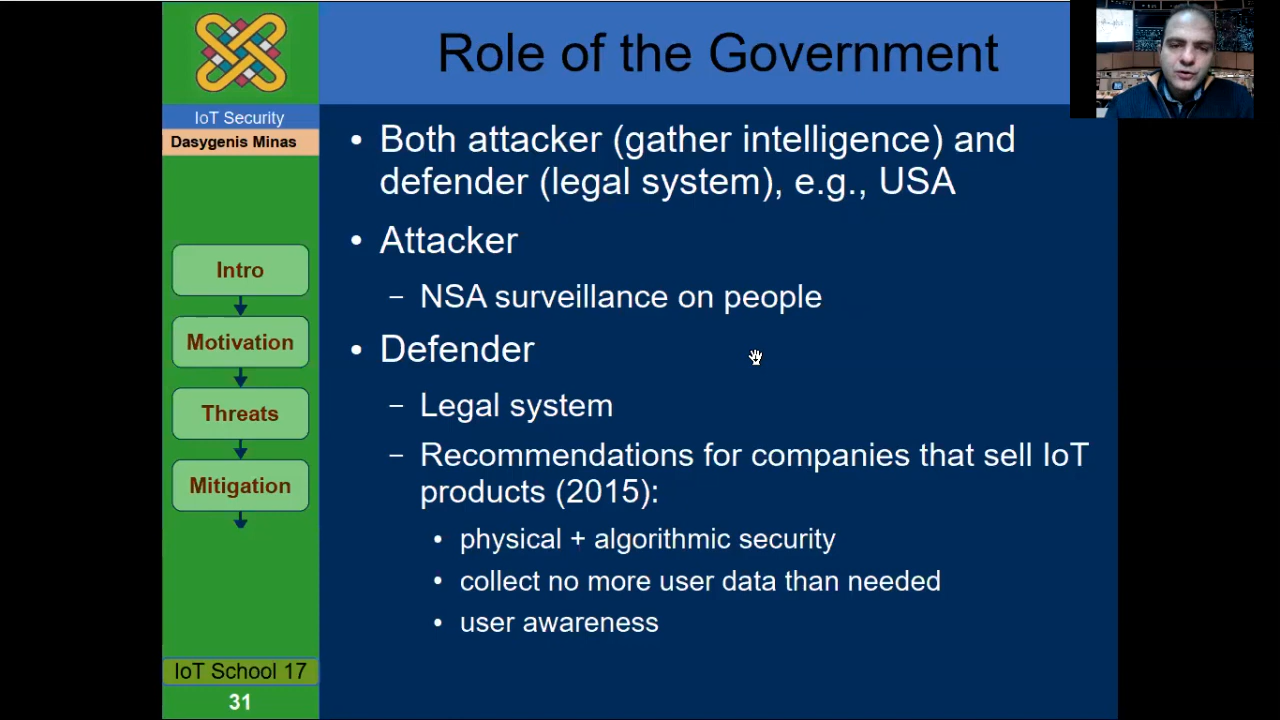 Role of the Government
IoT Security
Dasygenis Minas
• Both attacker (gather intelligence) and
defender (legal system), e.g., USA
• Attacker
– NSA surveillance on people
• Defender
– Legal system
– Recommendations for companies that sell IoT
products (2015):
• physical + algorithmic security
• collect no more user data than needed
• user awareness
Intro
Motivation
Threats
Mitigation
IoT School 17
31